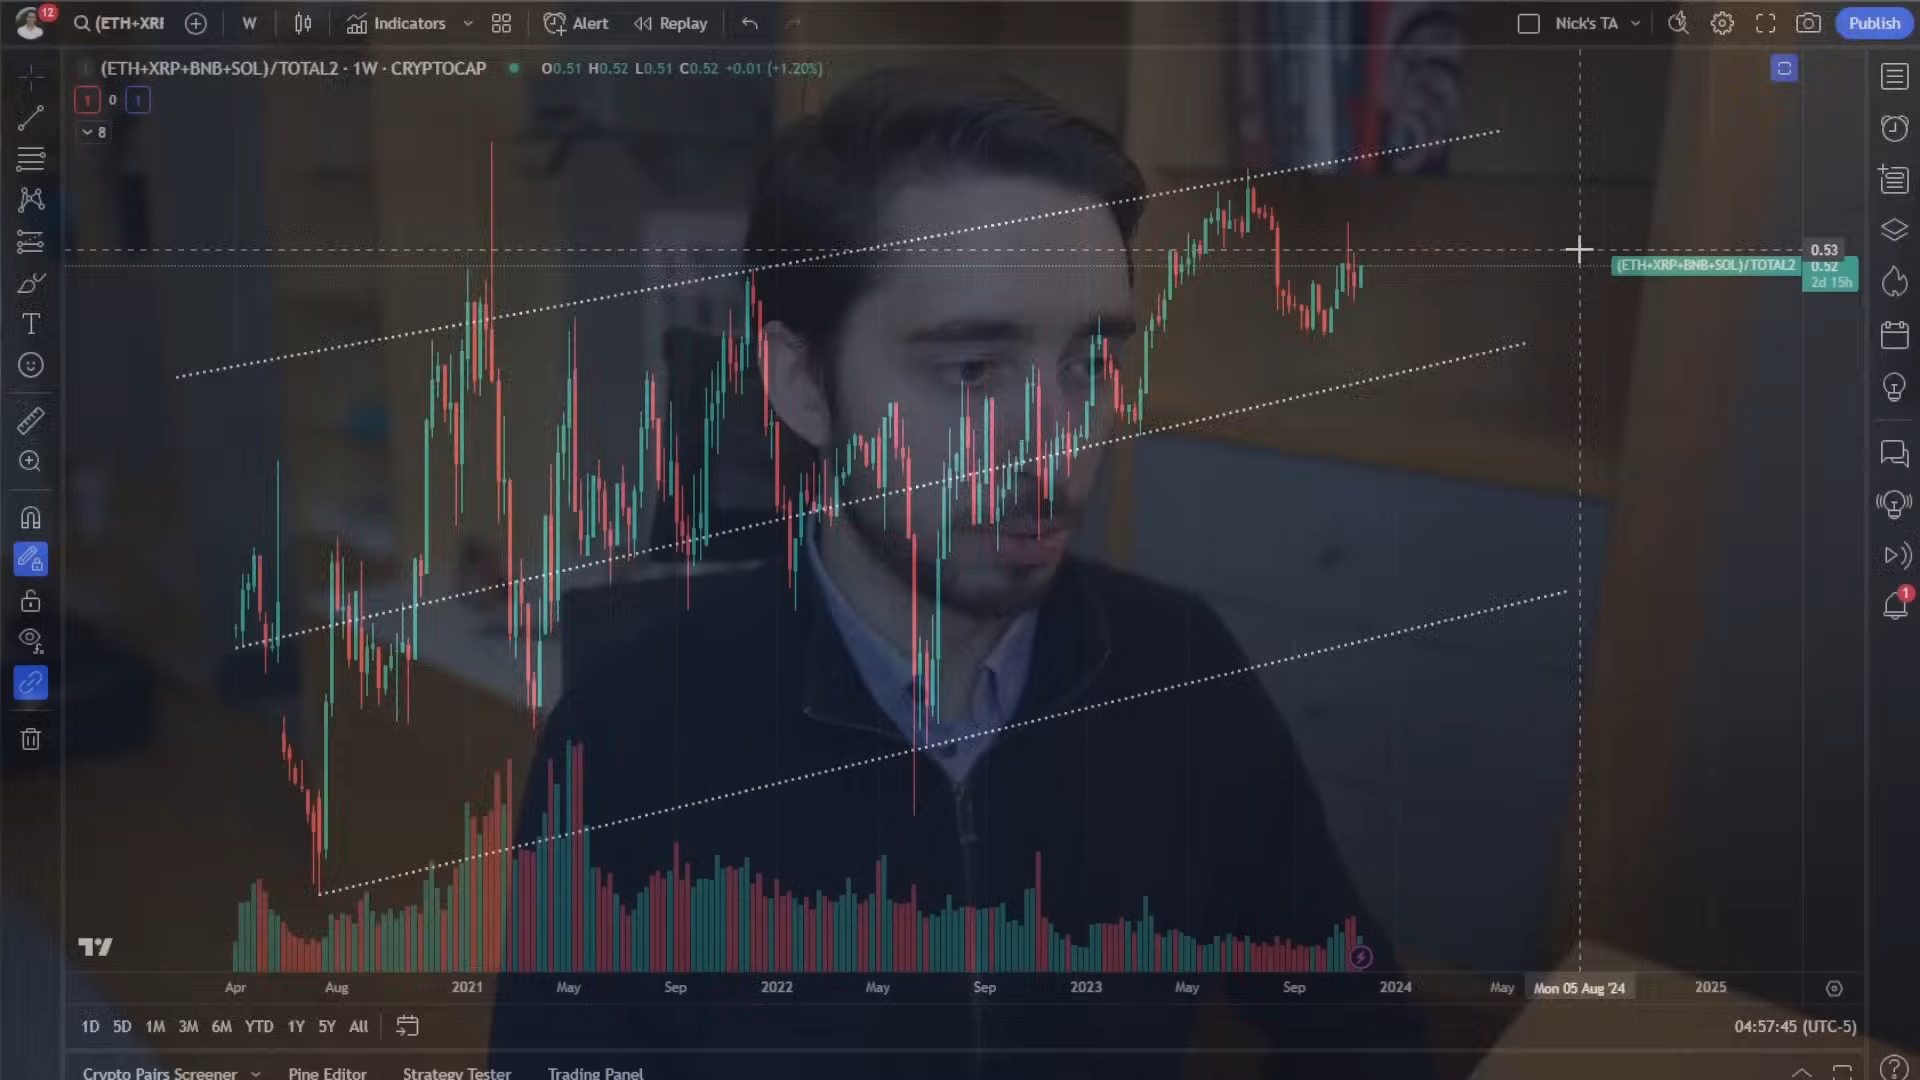 12
(ETH+XRI
W
Indicators
Alert
Replay
Nick's TA
Publish
(ETH+XRP+BNB+SOL)/TOTAL2 · 1W · CRYPTOCAP
O0.51 H0.52 L0.51 C0.52 +0.01 (+1.20%)
1 0 1
8
0.53
(ETH+XRP+BNB+SOL)/TOTAL2
0.52
2d 15h
1
Apr Aug 2021 May Sep 2022 May Sep 2023 May Sep 2024 May Mon 05 Aug '24 2025
1D 5D 1M 3M 6M YTD 1Y 5Y All
04:57:45 (UTC-5)
Crypto Pairs Screener Pine Editor Strategy Tester Trading Panel